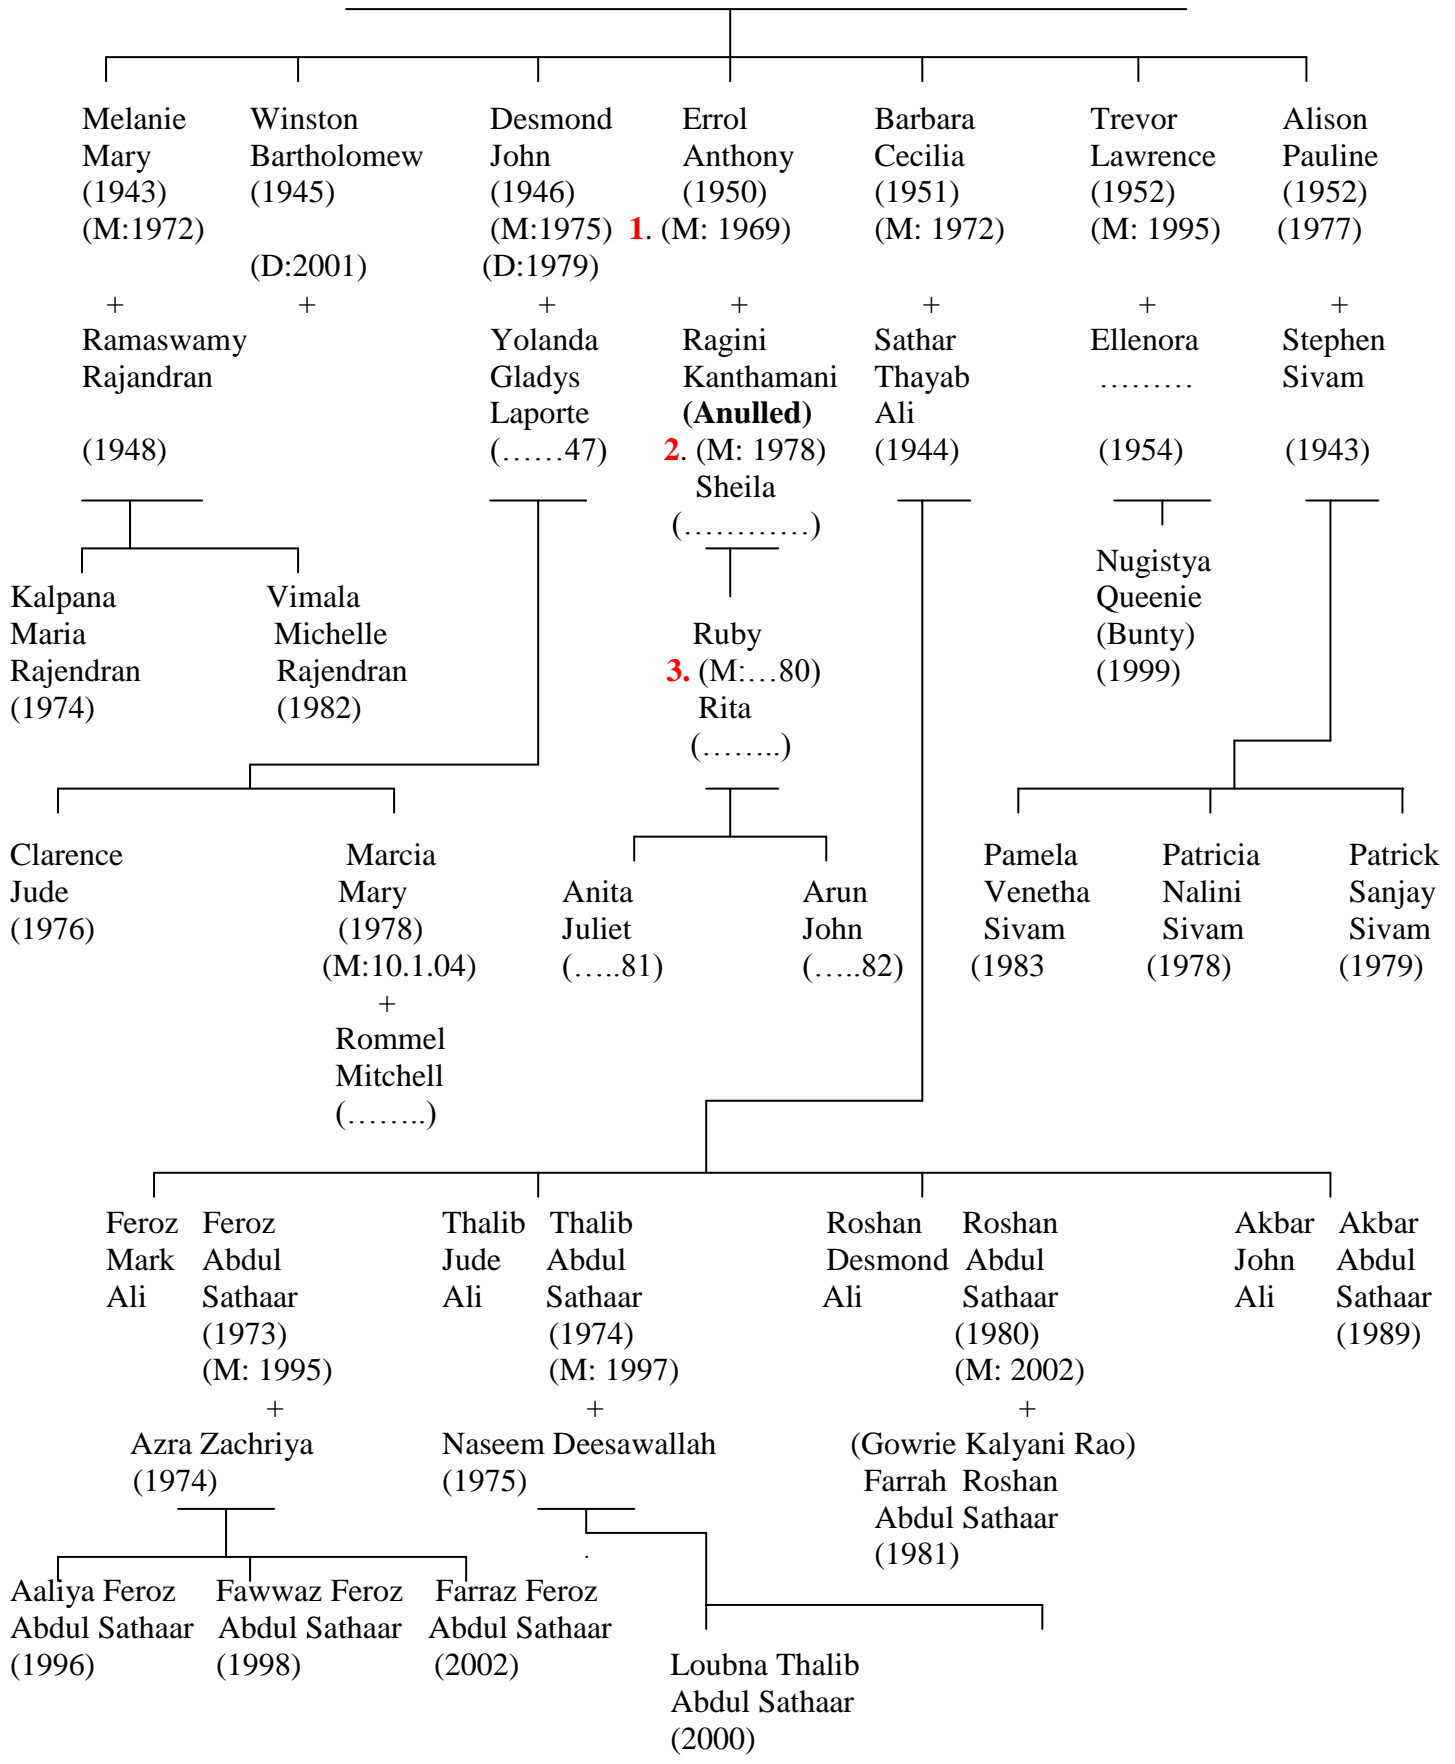 Melanie Winston Desmond Errol Barbara Trevor Alison
Mary Bartholomew John Anthony Cecilia Lawrence Pauline
(1943) (1945) (1946) (1950) (1951) (1952) (1952)
(M:1972) (M:1975) 1. (M: 1969) (M: 1972) (M: 1995) (1977)
(D:2001) (D:1979)
+ + + + + + +
Ramaswamy Yolanda Ragini Sathar Ellenora Stephen
Rajandran Gladys Kanthamani Thayab ……… Sivam
Laporte (Anulled) Ali
(1948) (……47) 2. (M: 1978) (1944) (1954) (1943)
Sheila
(…………)
Nugistya
Kalpana Vimala Queenie
Maria Michelle Ruby (Bunty)
Rajendran Rajendran 3. (M:…80) (1999)
(1974) (1982) Rita
(……..)
Clarence Marcia Pamela Patricia Patrick
Jude Mary Anita Arun Venetha Nalini Sanjay
(1976) (1978) Juliet John Sivam Sivam Sivam
(M:10.1.04) (…..81) (…..82) (1983 (1978) (1979)
+
Rommel
Mitchell
(……..)
Feroz Feroz Thalib Thalib Roshan Roshan Akbar Akbar
Mark Abdul Jude Abdul Desmond Abdul John Abdul
Ali Sathaar Ali Sathaar Ali Sathaar Ali Sathaar
(1973) (1974) (1980) (1989)
(M: 1995) (M: 1997) (M: 2002)
+ + +
Azra Zachriya Naseem Deesawallah (Gowrie Kalyani Rao)
(1974) (1975) Farrah Roshan
Abdul Sathaar
(1981)
.
Aaliya Feroz Fawwaz Feroz Farraz Feroz
Abdul Sathaar Abdul Sathaar Abdul Sathaar
(1996) (1998) (2002) Loubna Thalib
Abdul Sathaar
(2000)